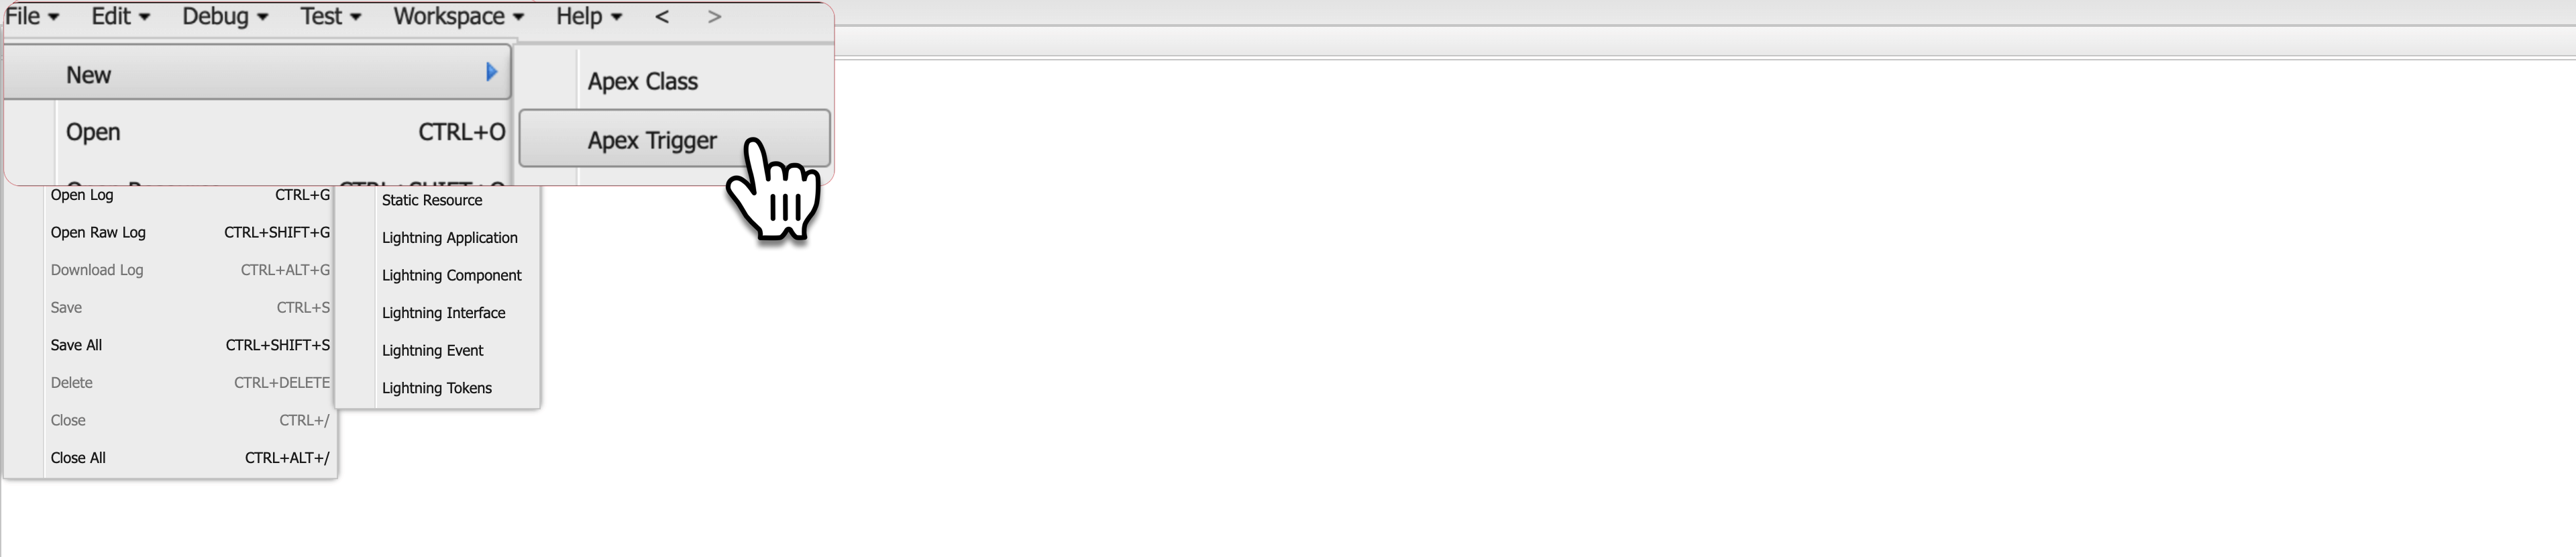 File Edit Debug Test Workspace Help < >
New
Open CTRL+O
Apex Class
Apex Trigger
Open Log CTRL+G
Open Raw Log CTRL+SHIFT+G
Download Log CTRL+ALT+G
Save CTRL+S
Save All CTRL+SHIFT+S
Delete CTRL+DELETE
Close CTRL+/
Close All CTRL+ALT+/
Static Resource
Lightning Application
Lightning Component
Lightning Interface
Lightning Event
Lightning Tokens